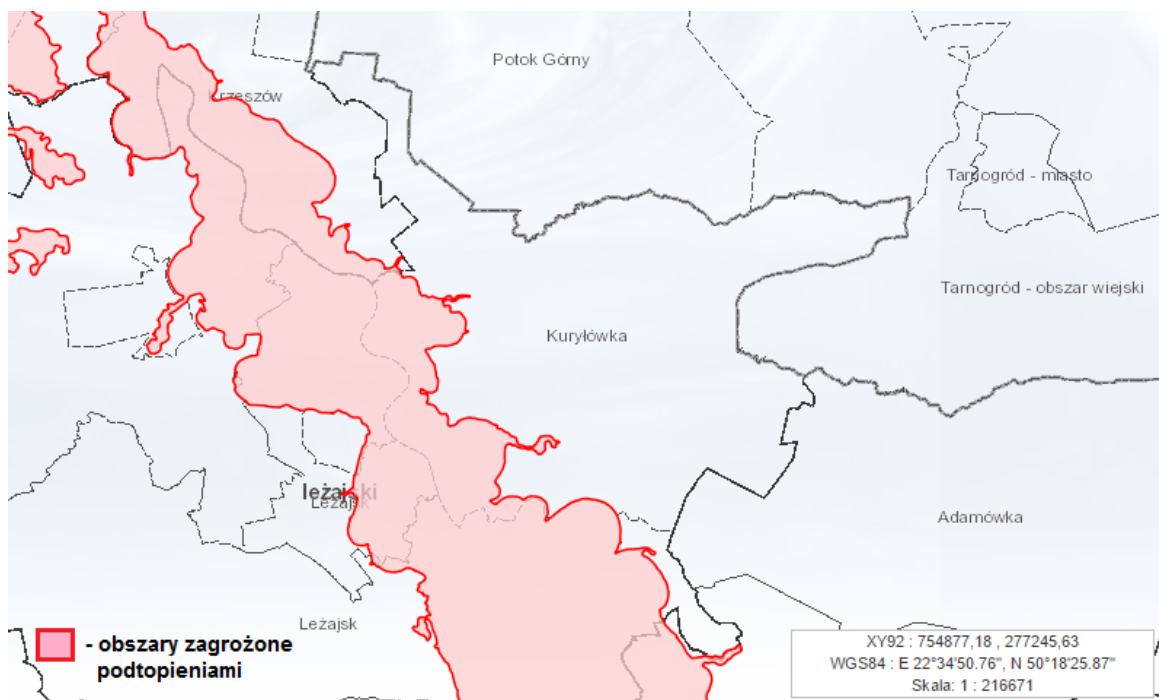 Potok Górny
Krzeszów
Tarnogród - miasto
Tarnogród - obszar wiejski
Kuryłówka
leżajski
Leżajsk
Adamówka
Leżajsk
- obszary zagrożone
podtopieniami
XY92 : 754877,18 , 277245,63
WGS84 : E 22°34'50.76", N 50°18'25.87"
Skala: 1 : 216671